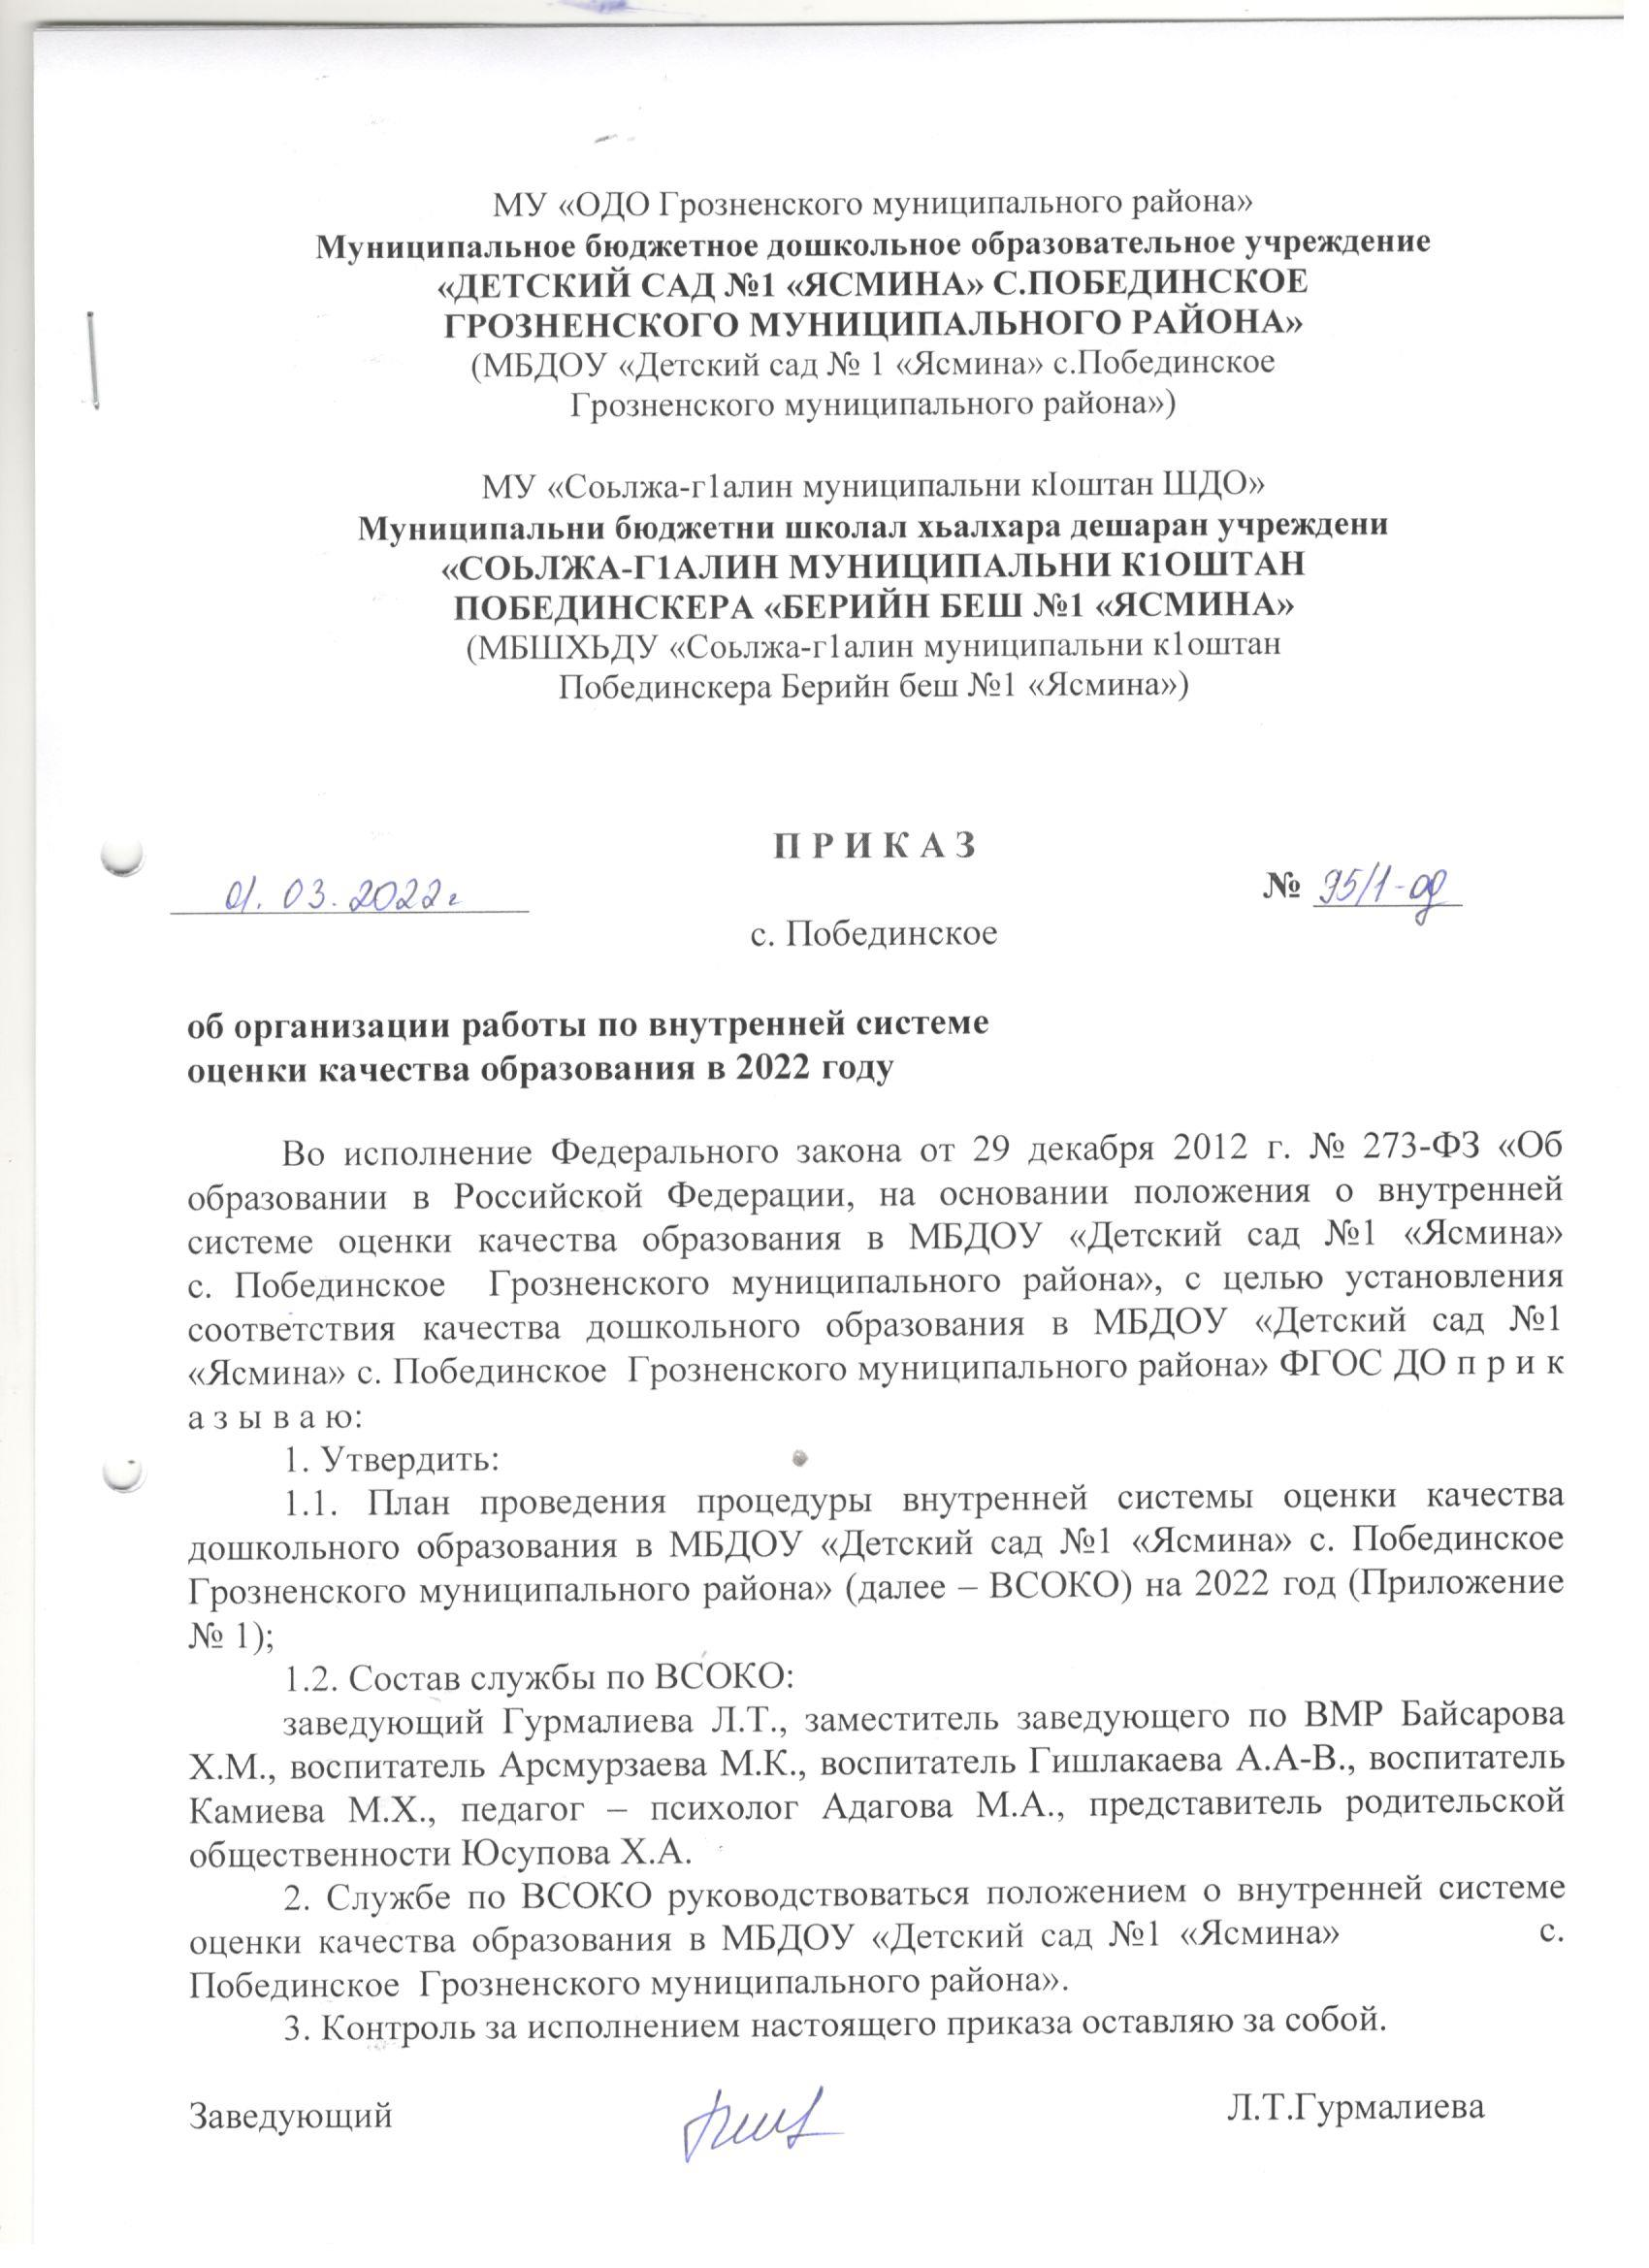 МУ «ОДО Грозненского муниципального района»
Муниципальное бюджетное дошкольное образовательное учреждение
«ДЕТСКИЙ САД №1 «ЯСМИНА» С.ПОБЕДИНСКОЕ
ГРОЗНЕНСКОГО МУНИЦИПАЛЬНОГО РАЙОНА»
(МБДОУ «Детский сад № 1 «Ясмина» с.Побединское
Грозненского муниципального района»)
МУ «Соьлжа-г1алин муниципальни кIоштан ШДО»
Муниципальни бюджетни школал хьалхара дешаран учреждени
«СОЬЛЖА-Г1АЛИН МУНИЦИПАЛЬНИ К1ОШТАН
ПОБЕДИНСКЕРА «БЕРИЙН БЕШ №1 «ЯСМИНА»
(МБШХЬДУ «Соьлжа-г1алин муниципальни к1оштан
Побединскера Берийн беш №1 «Ясмина»)
П Р И К А З
01. 03. 2022г № 95/1-од
с. Побединское
об организации работы по внутренней системе
оценки качества образования в 2022 году
Во исполнение Федерального закона от 29 декабря 2012 г. № 273-ФЗ «Об
образовании в Российской Федерации, на основании положения о внутренней
системе оценки качества образования в МБДОУ «Детский сад №1 «Ясмина»
с. Побединское Грозненского муниципального района», с целью установления
соответствия качества дошкольного образования в МБДОУ «Детский сад №1
«Ясмина» с. Побединское Грозненского муниципального района» ФГОС ДО п р и к
а з ы в а ю:
1. Утвердить:
1.1. План проведения процедуры внутренней системы оценки качества
дошкольного образования в МБДОУ «Детский сад №1 «Ясмина» с. Побединское
Грозненского муниципального района» (далее – ВСОКО) на 2022 год (Приложение
№ 1);
1.2. Состав службы по ВСОКО:
заведующий Гурмалиева Л.Т., заместитель заведующего по ВМР Байсарова
Х.М., воспитатель Арсмурзаева М.К., воспитатель Гишлакаева А.А-В., воспитатель
Камиева М.Х., педагог – психолог Адагова М.А., представитель родительской
общественности Юсупова Х.А.
2. Службе по ВСОКО руководствоваться положением о внутренней системе
оценки качества образования в МБДОУ «Детский сад №1 «Ясмина» с.
Побединское Грозненского муниципального района».
3. Контроль за исполнением настоящего приказа оставляю за собой.
Заведующий Л.Т.Гурмалиева